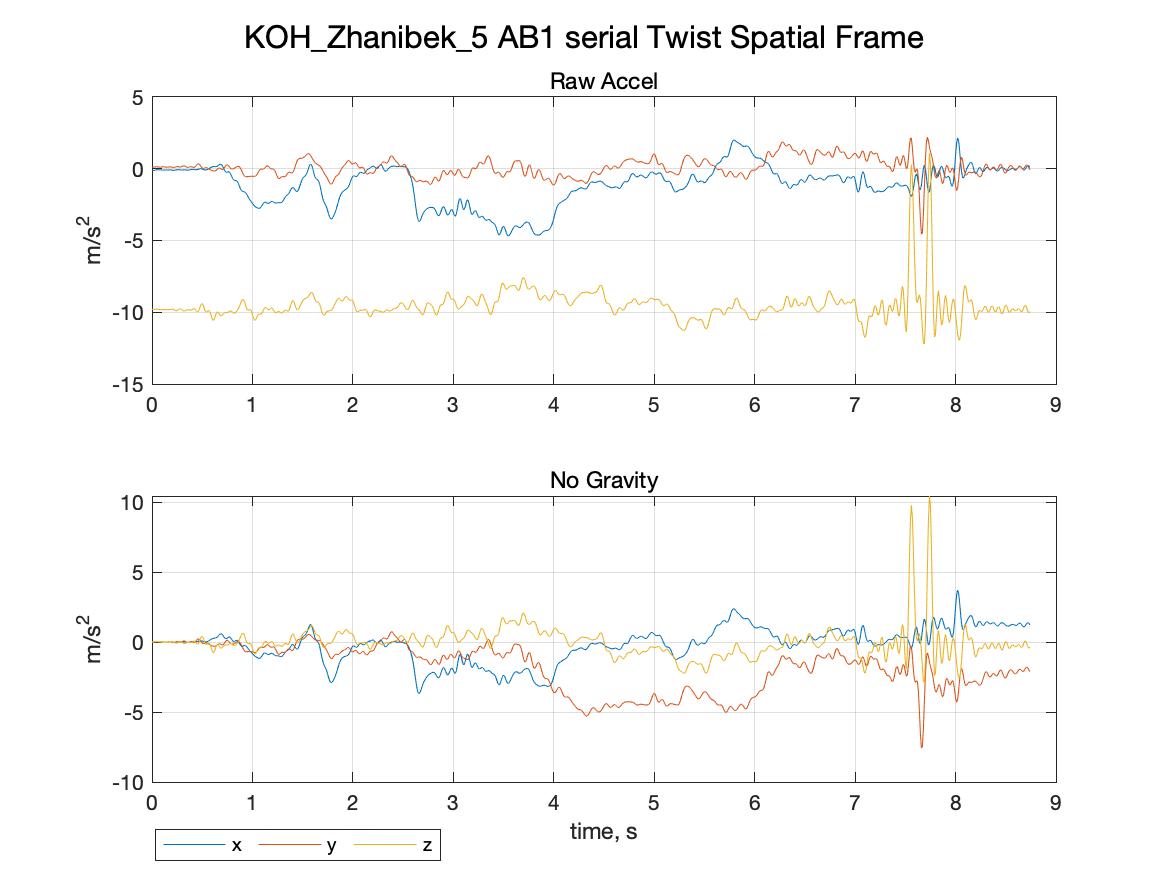 KOH_Zhanibek_5 AB1 serial Twist Spatial Frame
Raw Accel
5
0
-5
-10
-15
m/s²
0 1 2 3 4 5 6 7 8 9
No Gravity
10
5
0
-5
-10
m/s²
0 1 2 3 4 5 6 7 8 9
time, s
x y z